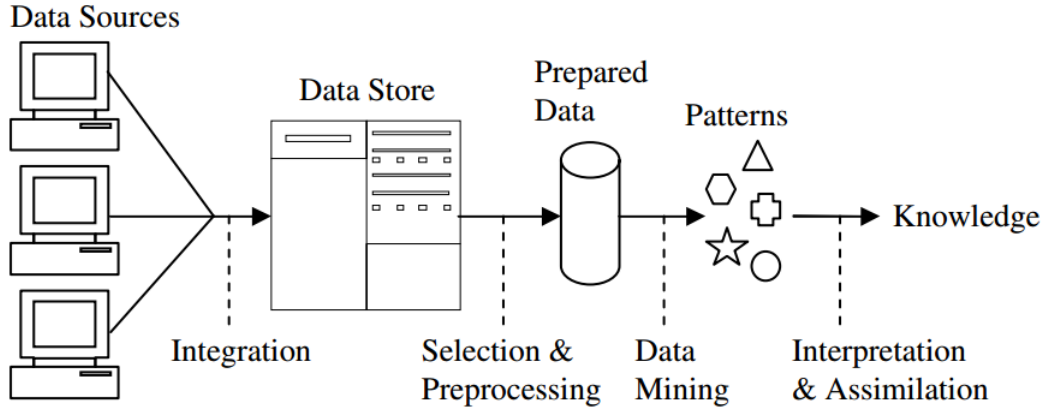 Data Sources
Data Store
Prepared
Data
Patterns
Knowledge
Integration
Selection &
Preprocessing
Data
Mining
Interpretation
& Assimilation